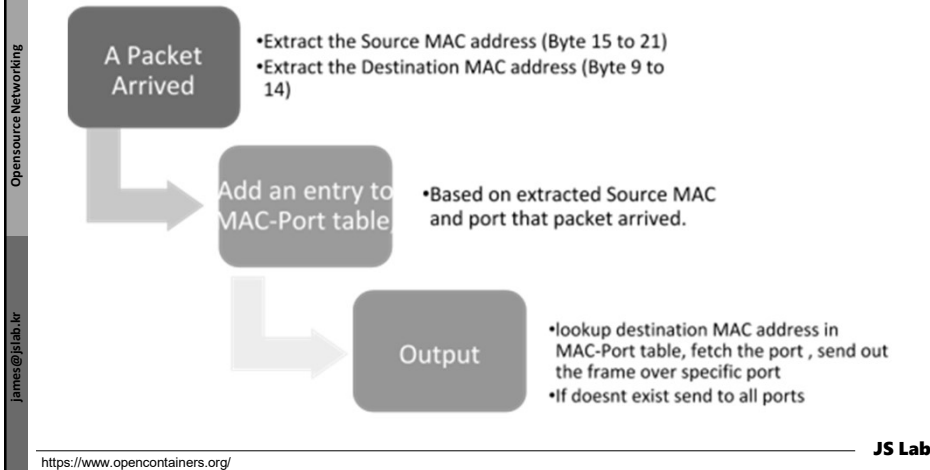 Opensource Networking
james@jslab.kr
A Packet
Arrived
•Extract the Source MAC address (Byte 15 to 21)
•Extract the Destination MAC address (Byte 9 to
14)
Add an entry to
MAC-Port table,
•Based on extracted Source MAC
and port that packet arrived.
Output
•lookup destination MAC address in
MAC-Port table, fetch the port , send out
the frame over specific port
•If doesnt exist send to all ports
JS Lab
https://www.opencontainers.org/